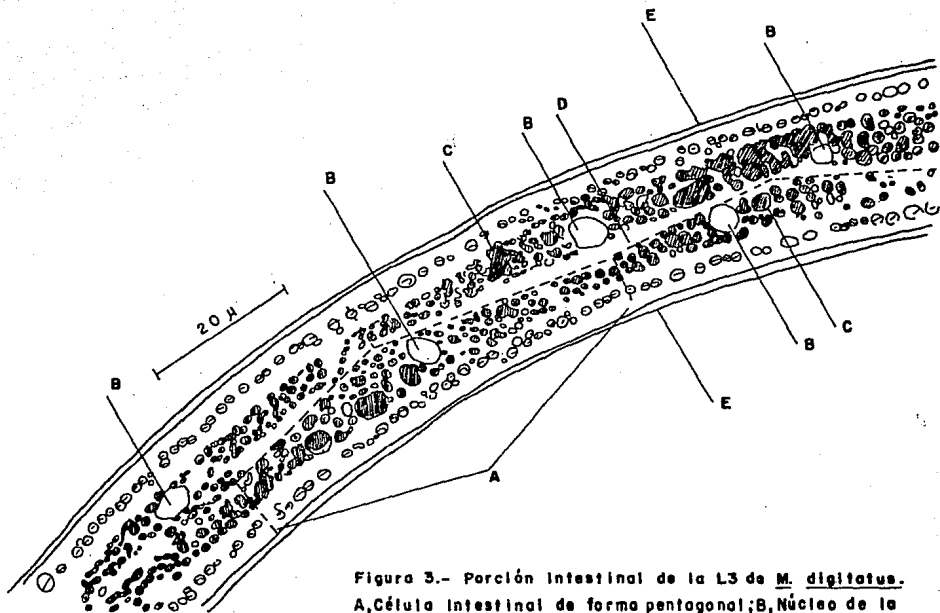 E
B
D
B
C
B
20 μ
B
C
B
E
A
Figura 3.- Porción intestinal de la L3 de M. digitatus.
A,Célula intestinal de forma pentagonal;B,Núcleo de la